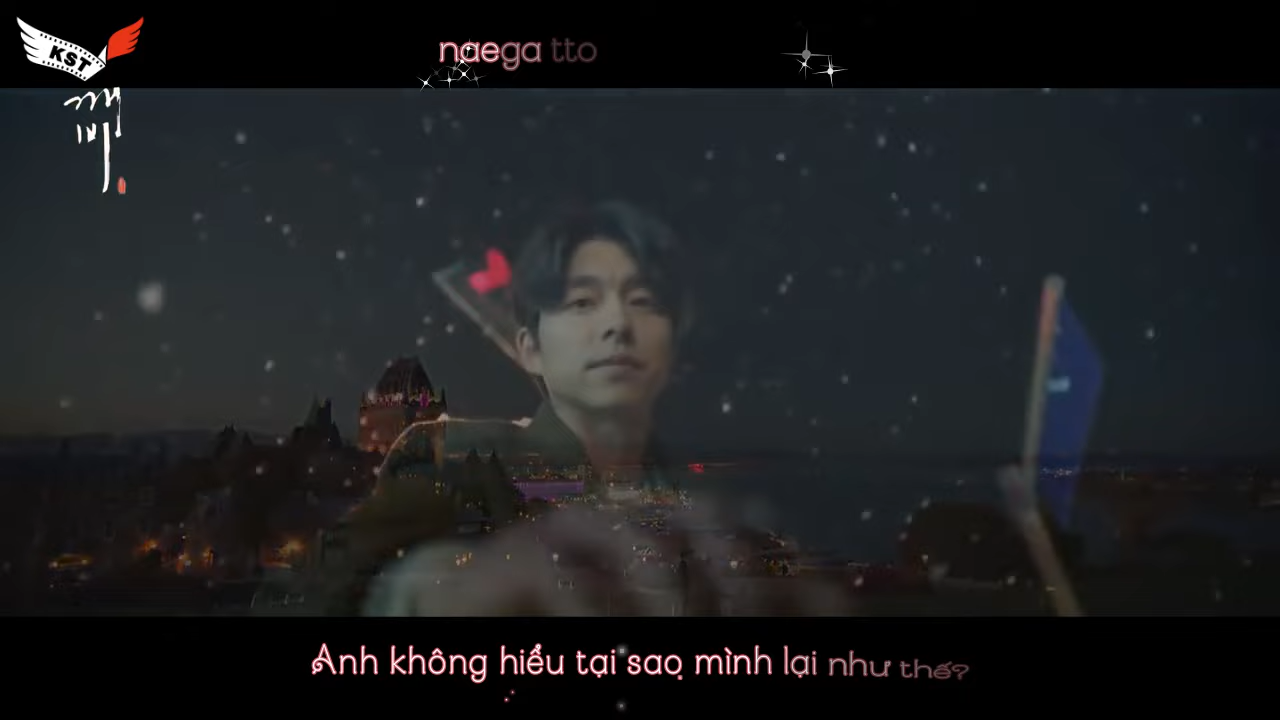 KST
naega tto
Anh không hiểu tại sao mình lại như thế?